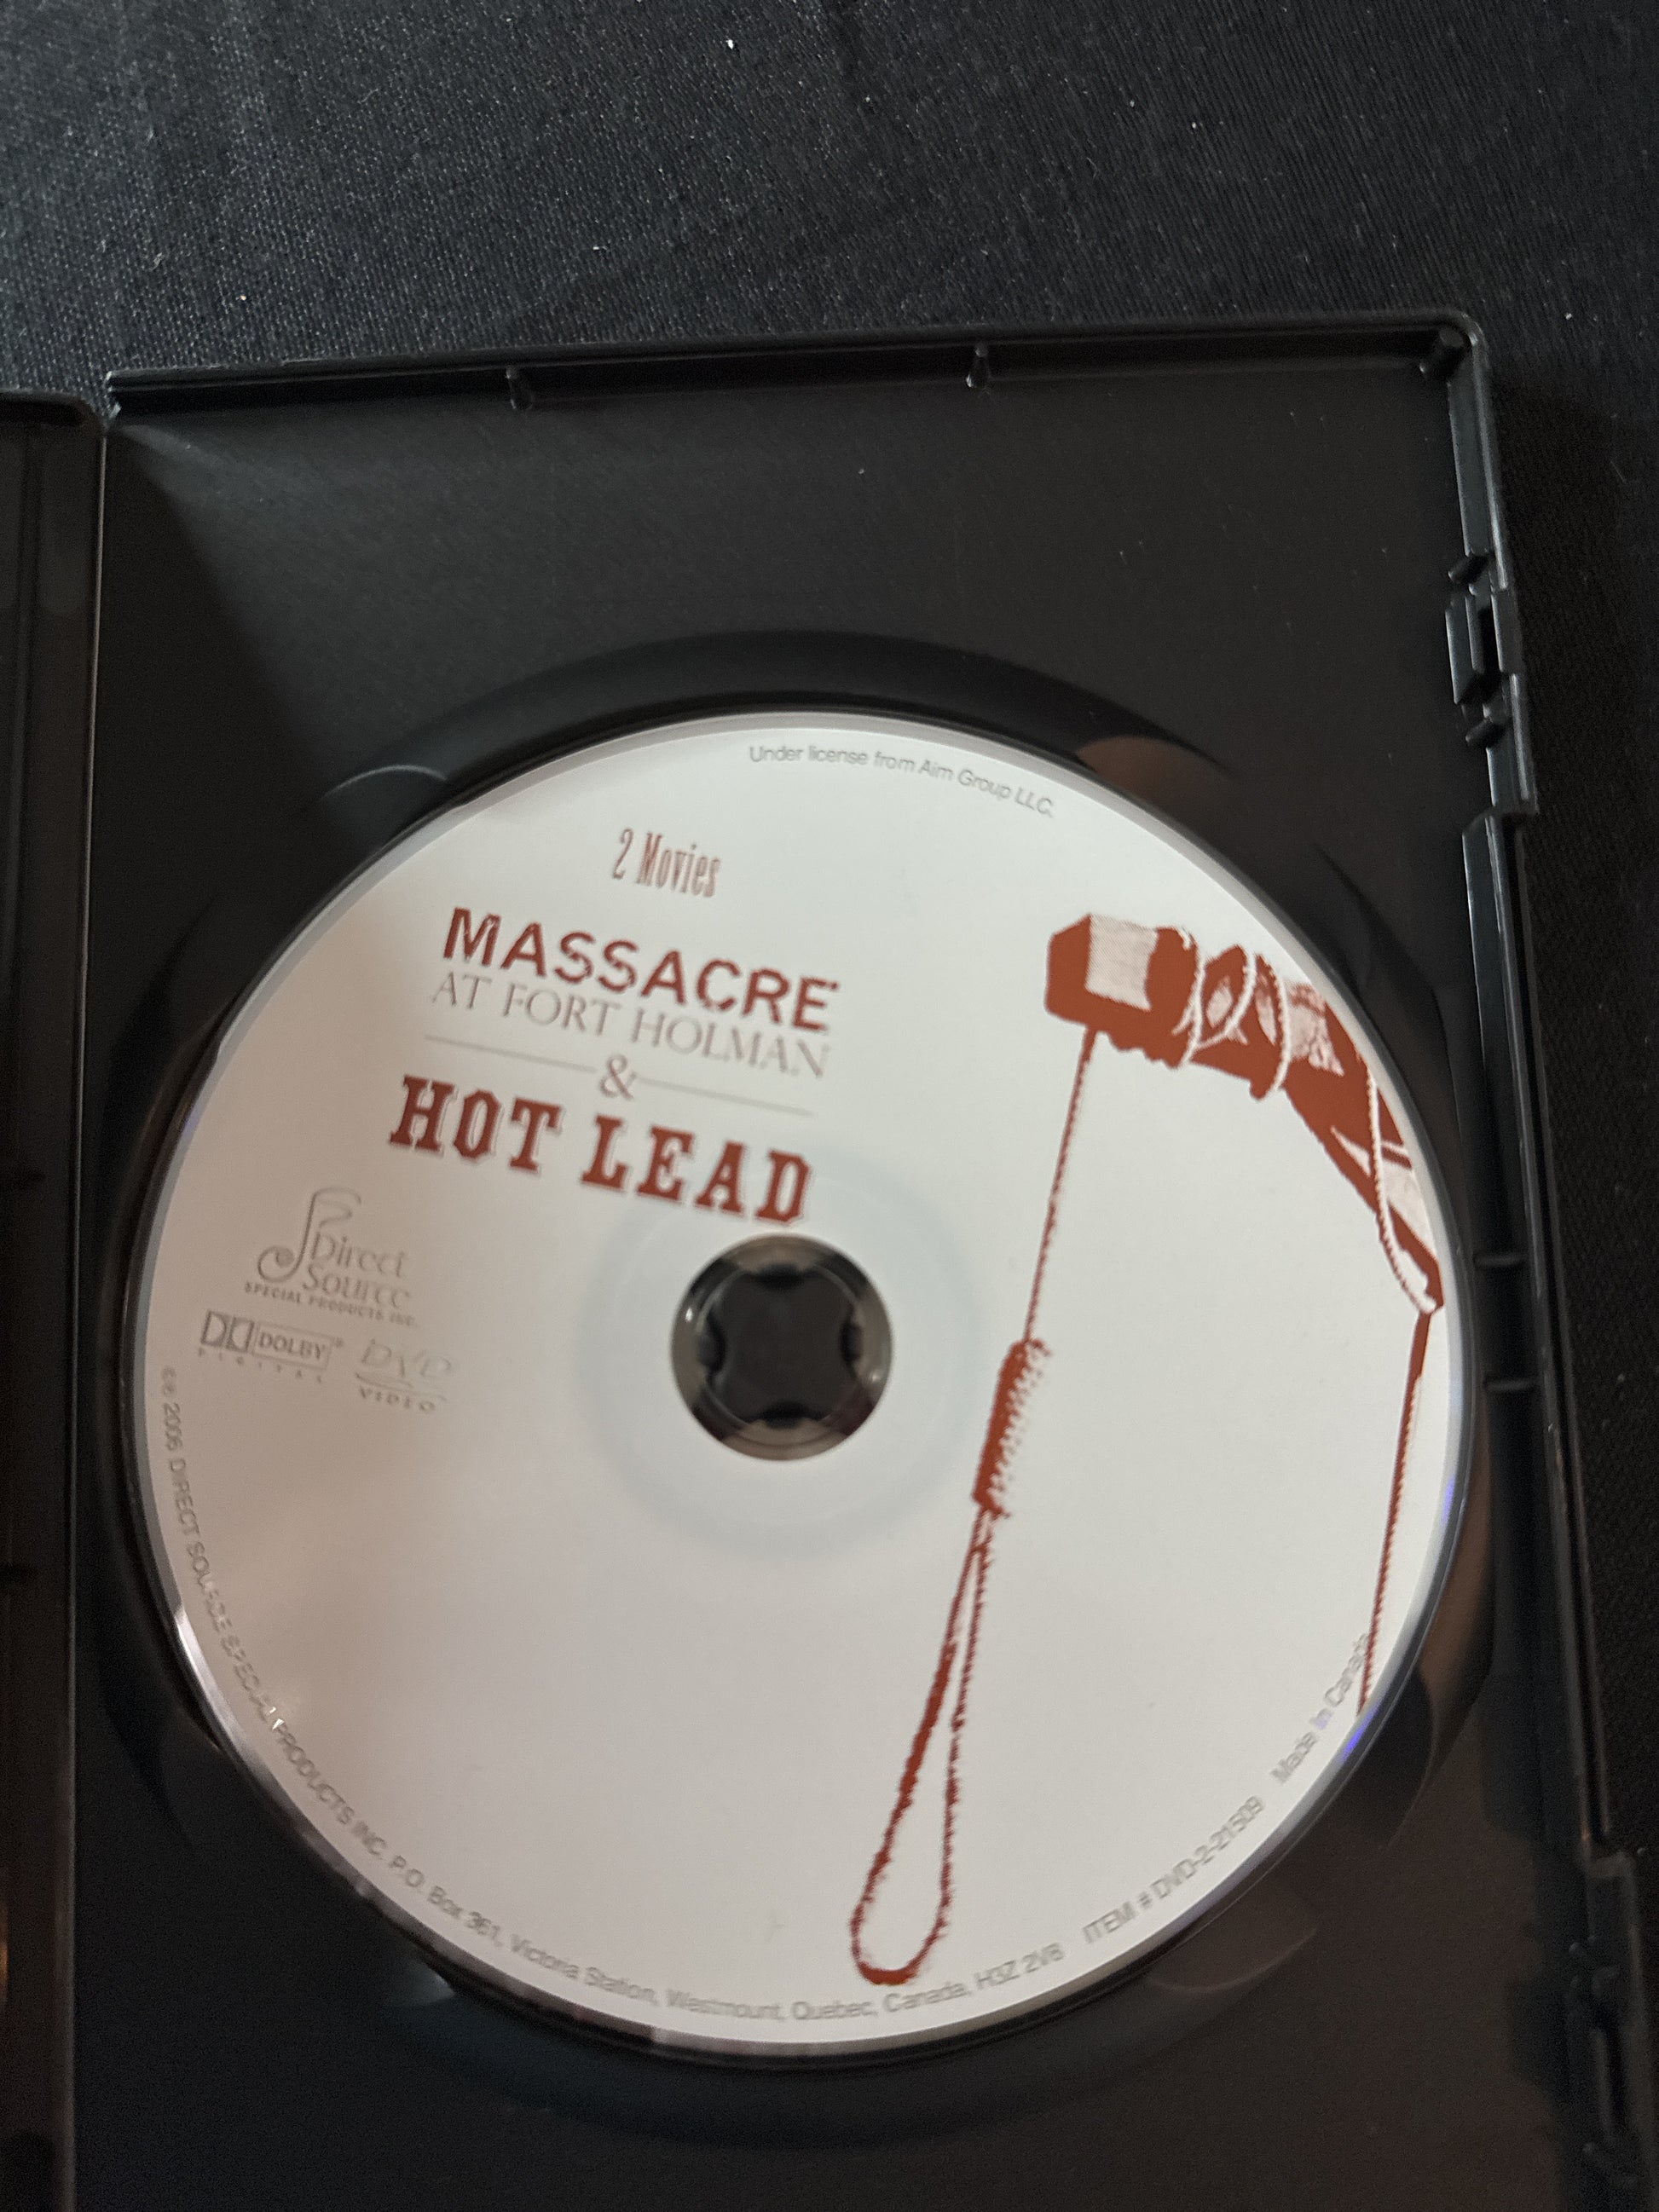 Under license from Aim Group LLC.
2 Movies
MASSACRE
AT FORT HOLMAN
&
HOT LEAD
Direct
Source
SPECIAL PRODUCTS INC.
DOLBY®
DIGITAL
DVD
VIDEO
©℗ 2006 DIRECT SOURCE SPECIAL PRODUCTS INC. P.O. Box 361, Victoria Station, Westmount, Quebec, Canada, H3Z 2V8 ITEM # DVD-2-21509 Made in Canada